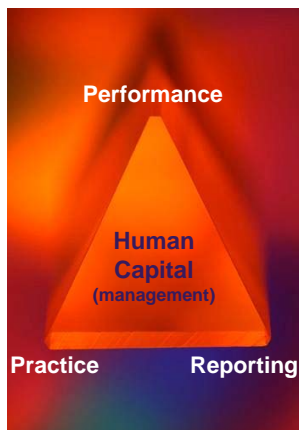 Performance
Human
Capital
(management)
Practice Reporting